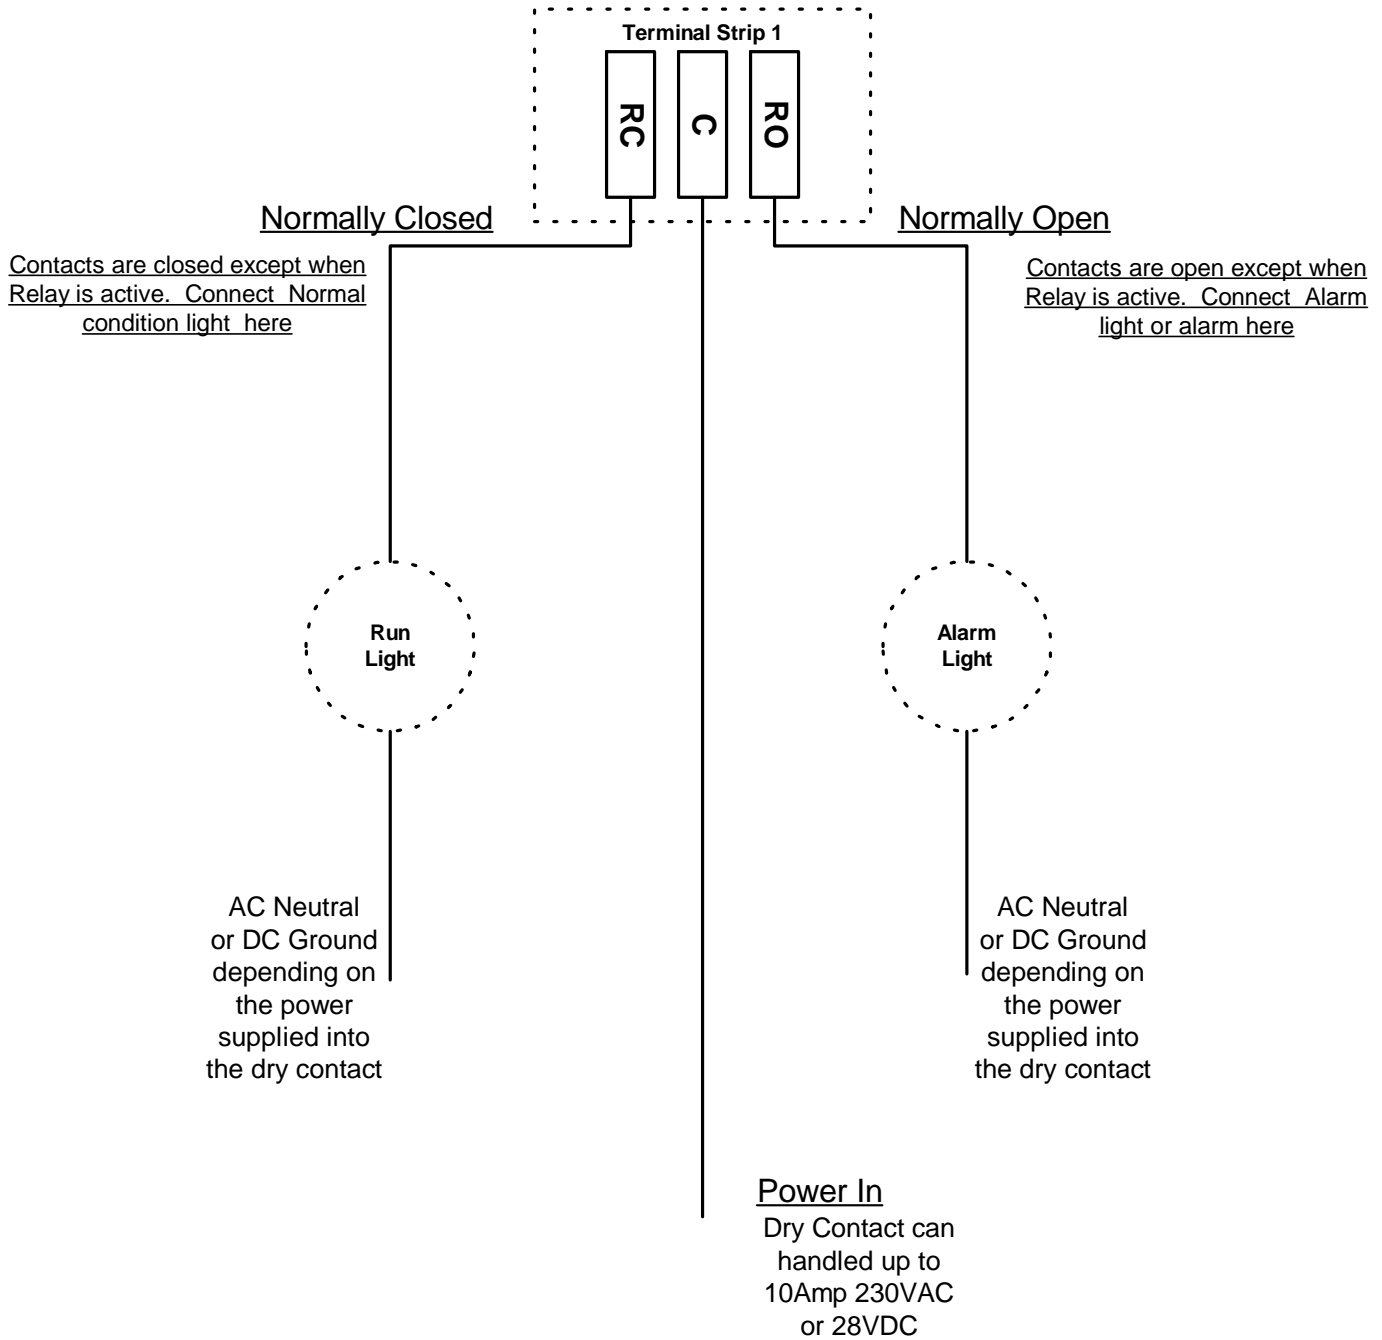 Terminal Strip 1
RC
C
RO
Normally Closed
Contacts are closed except when
Relay is active.  Connect  Normal
condition light  here
Normally Open
Contacts are open except when
Relay is active.  Connect  Alarm
light or alarm here
Run
Light
Alarm
Light
AC Neutral
or DC Ground
depending on
the power
supplied into
the dry contact
AC Neutral
or DC Ground
depending on
the power
supplied into
the dry contact
Power In
Dry Contact can
handled up to
10Amp 230VAC
or 28VDC